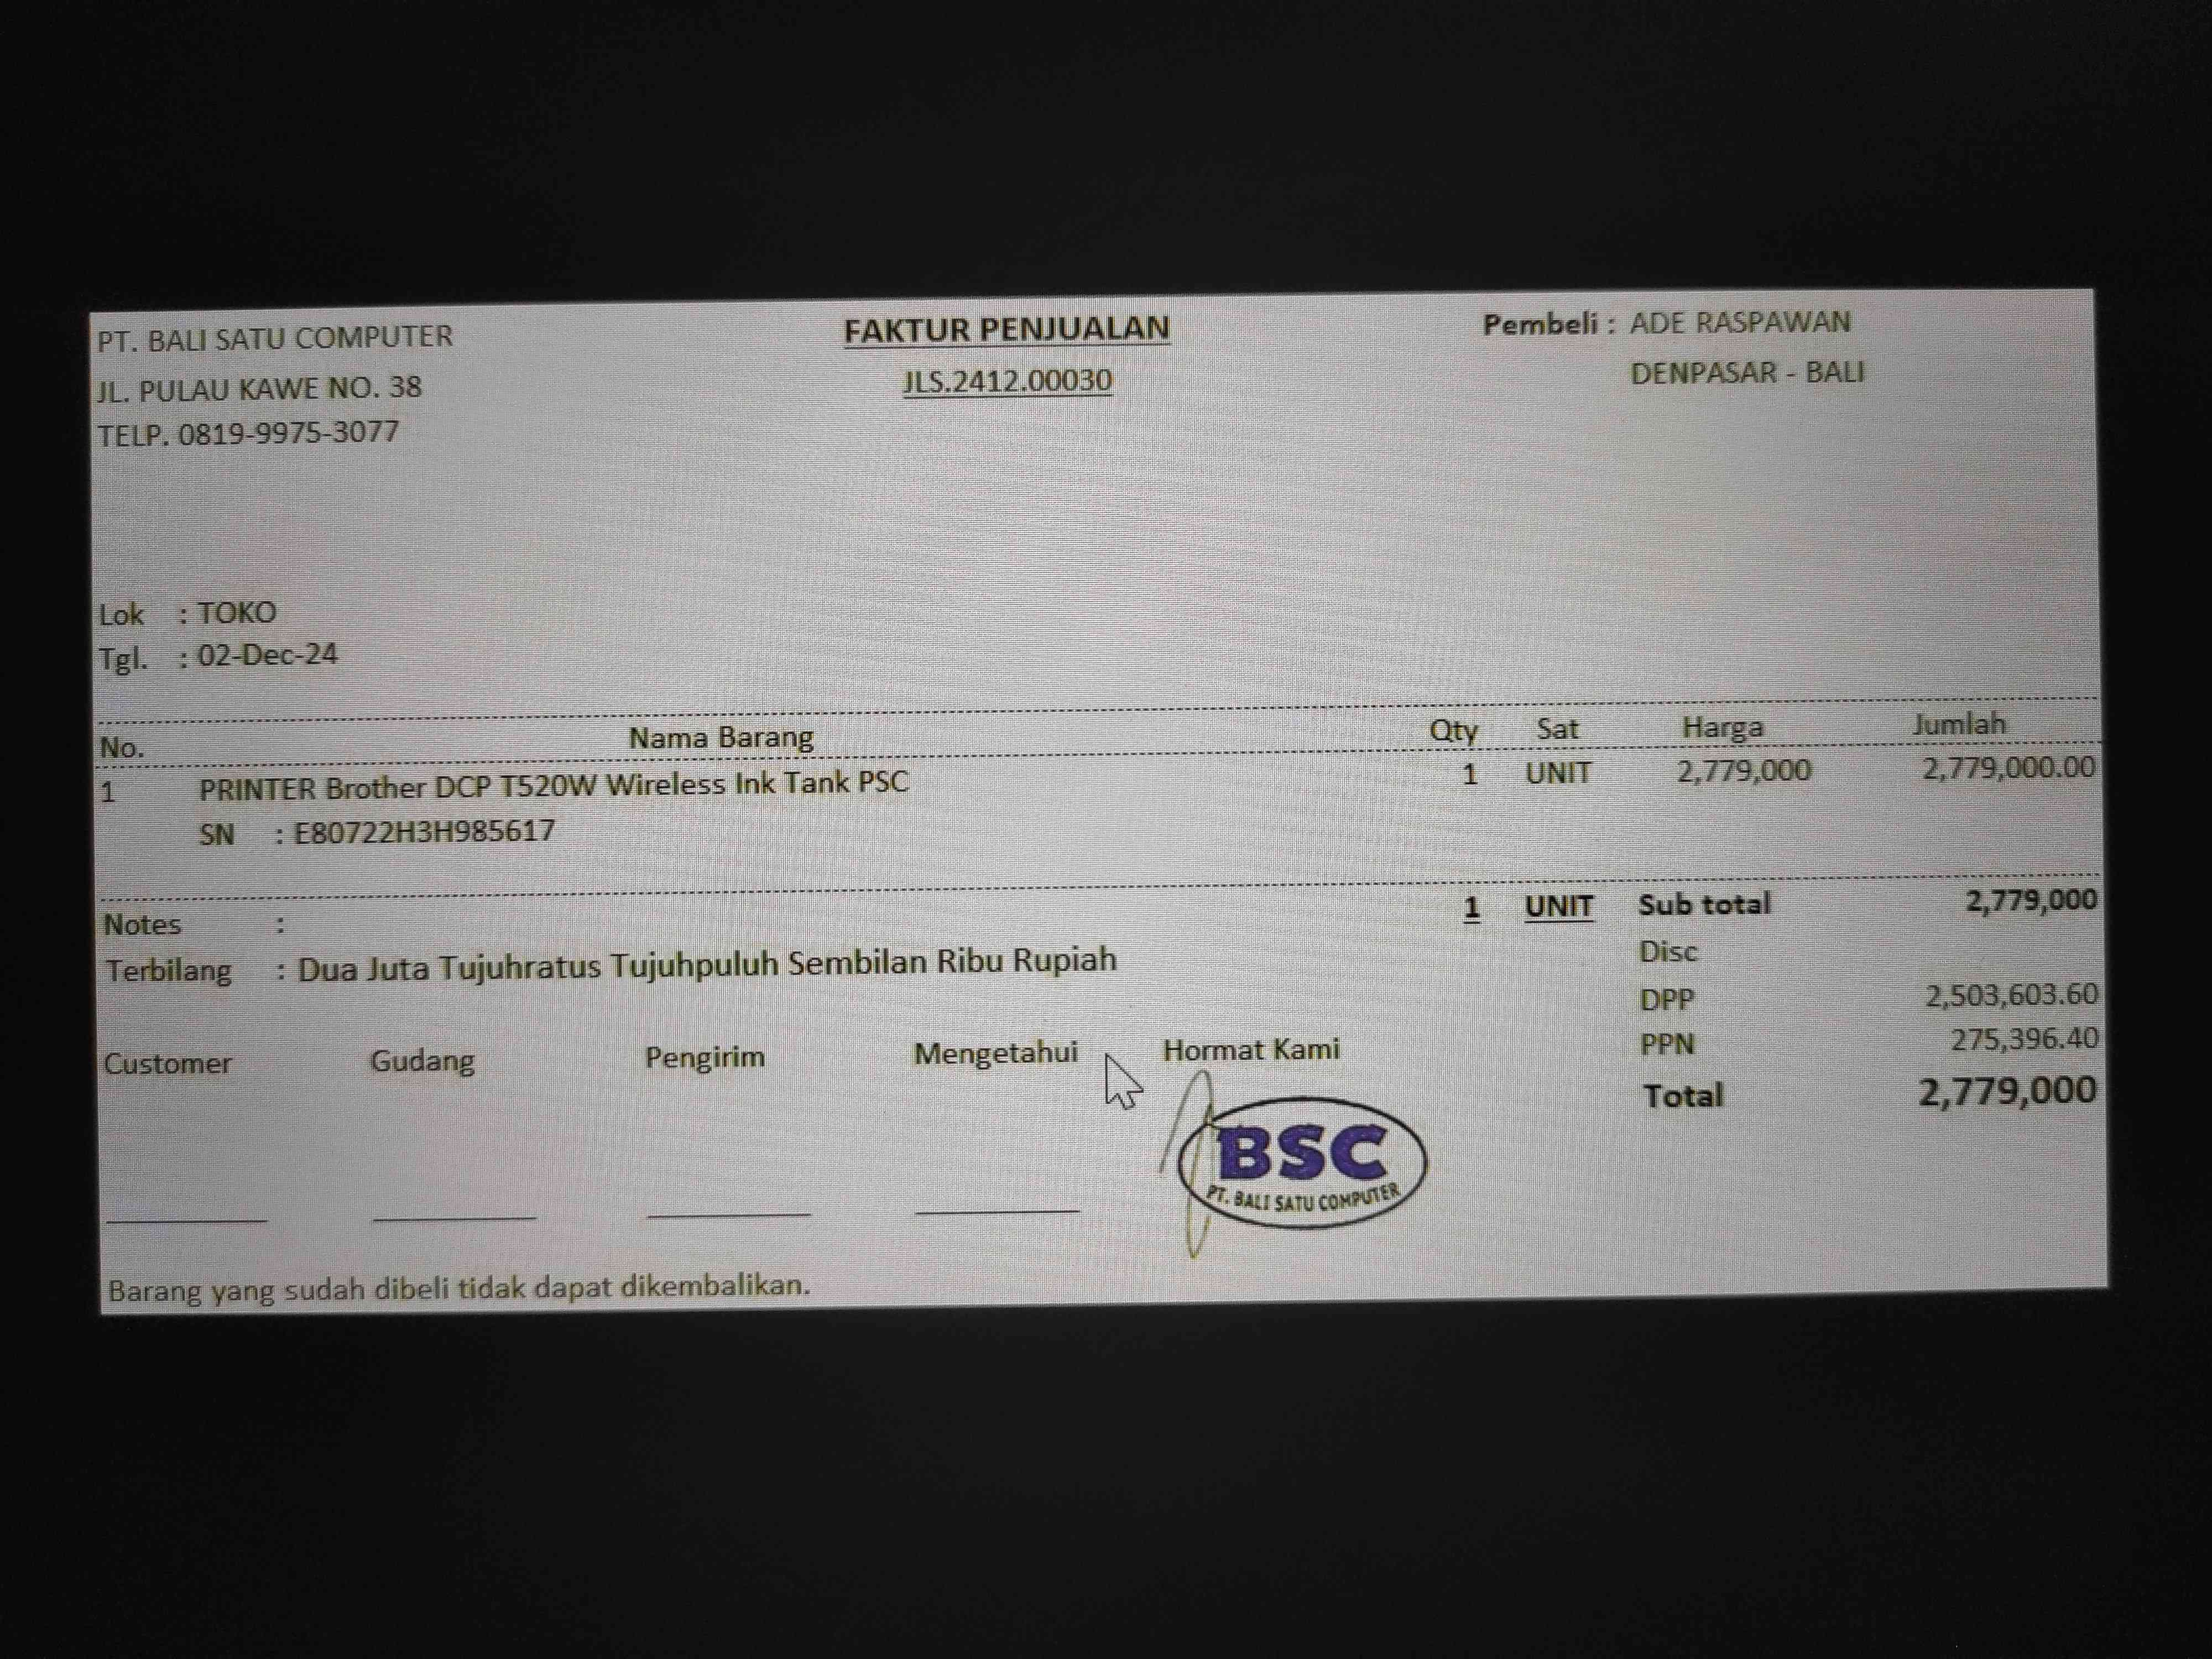 PT. BALI SATU COMPUTER
JL. PULAU KAWE NO. 38
TELP. 0819-9975-3077
FAKTUR PENJUALAN
JLS.2412.00030
Pembeli : ADE RASPAWAN
DENPASAR - BALI
Lok : TOKO
Tgl. : 02-Dec-24
No. Nama Barang Qty Sat Harga Jumlah
1 PRINTER Brother DCP T520W Wireless Ink Tank PSC 1 UNIT 2,779,000 2,779,000.00
SN : E80722H3H985617
1 UNIT Sub total 2,779,000
Notes :
Disc
Terbilang : Dua Juta Tujuhratus Tujuhpuluh Sembilan Ribu Rupiah
DPP 2,503,603.60
PPN 275,396.40
Total 2,779,000
Customer Gudang Pengirim Mengetahui Hormat Kami
BSC
PT. BALI SATU COMPUTER
Barang yang sudah dibeli tidak dapat dikembalikan.